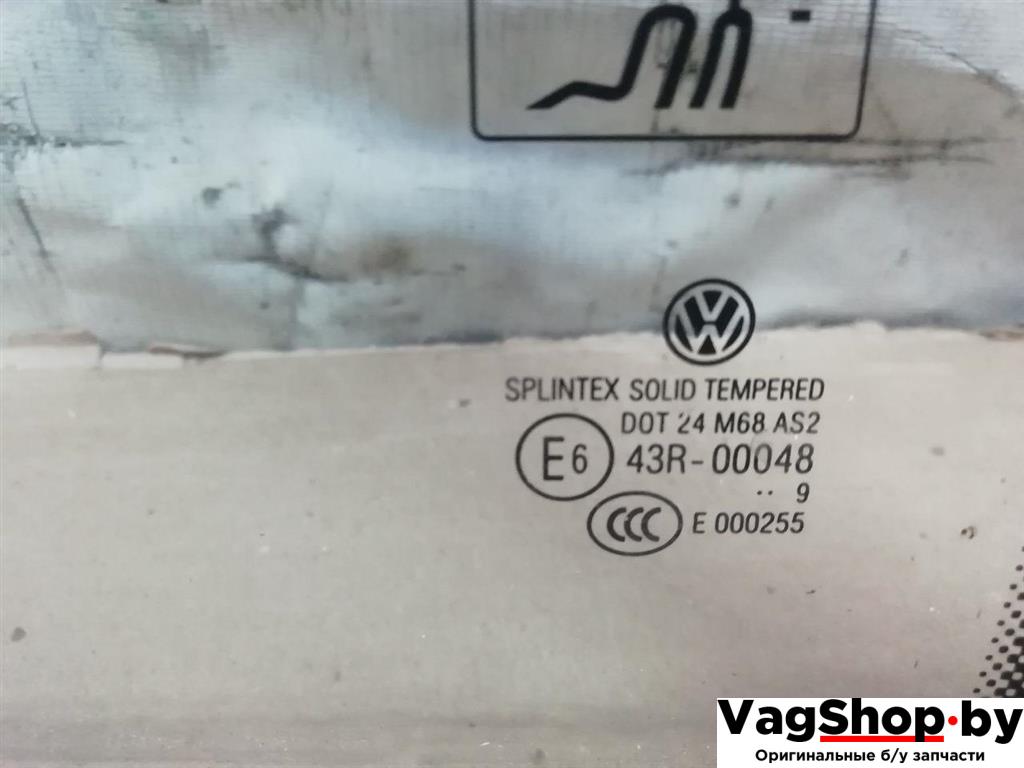 SPLINTEX SOLID TEMPERED
DOT 24 M68 AS2
E6 43R-00048
·· 9
CCC E 000255
VagShop.by
Оригинальные б/у запчасти